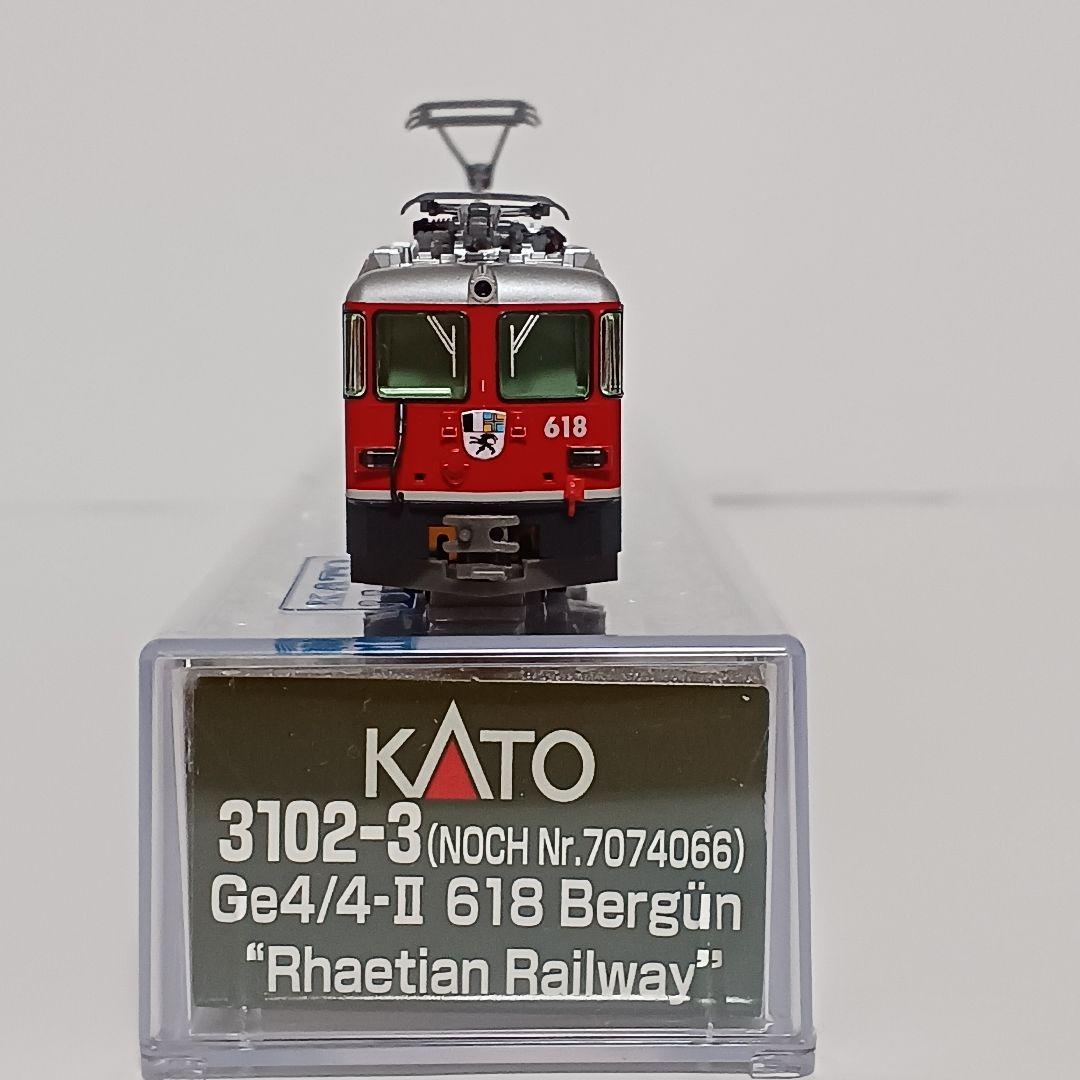 618
KATO
3102-3 (NOCH Nr.7074066)
Ge4/4-II 618 Bergün
“Rhaetian Railway”